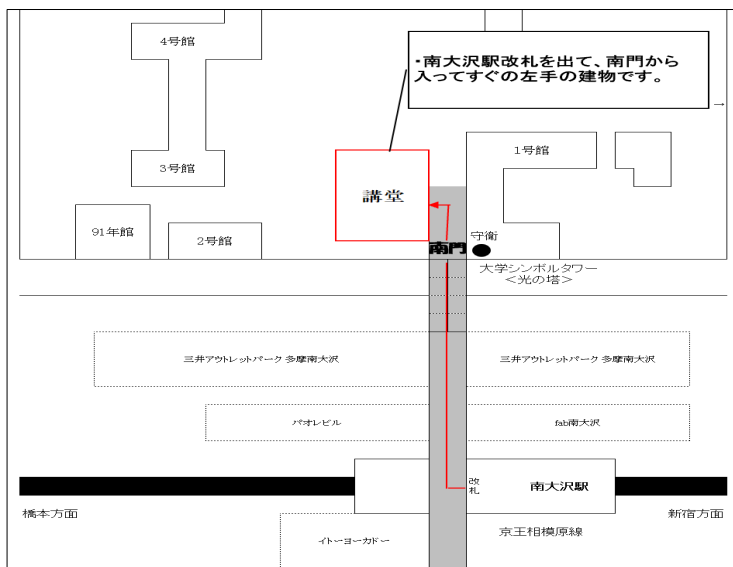 4号館
・南大沢駅改札を出て、南門から
入ってすぐの左手の建物です。
→
3号館
1号館
講堂
91年館
2号館
南門
守衛
大学シンボルタワー
<光の塔>
三井アウトレットパーク 多摩南大沢
三井アウトレットパーク 多摩南大沢
パオレビル
fab南大沢
改札
南大沢駅
橋本方面
新宿方面
京王相模原線
イトーヨーカドー